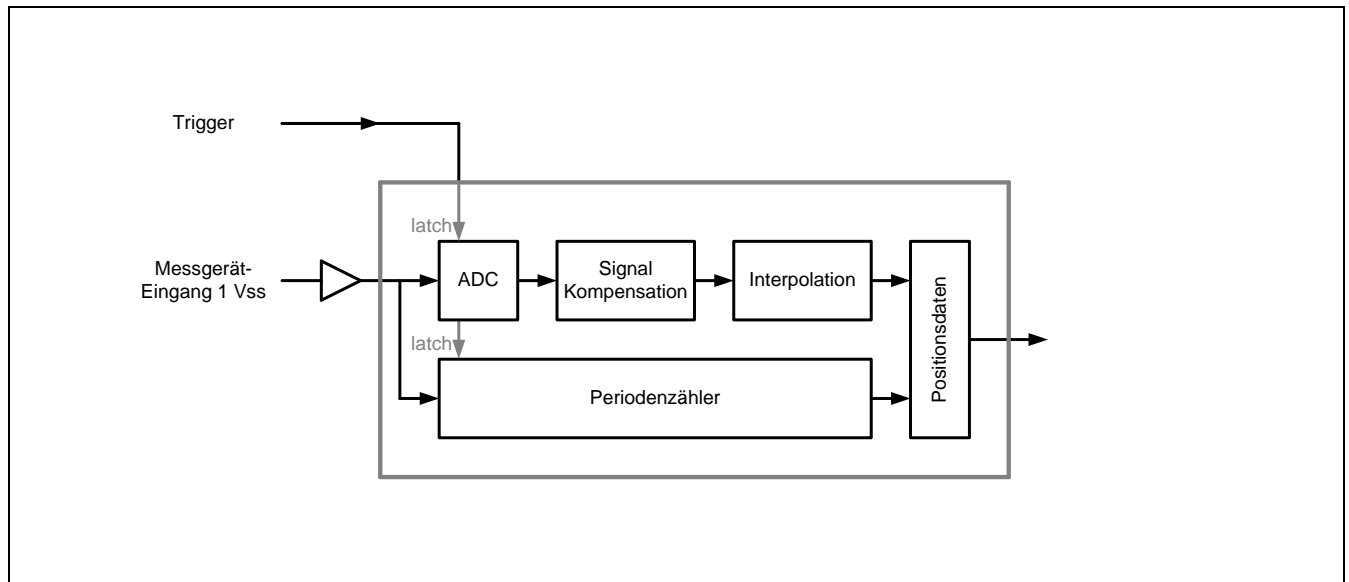 Trigger
latch
Messgerät-
Eingang 1 Vss
ADC
Signal
Kompensation
Interpolation
Positionsdaten
latch
Periodenzähler